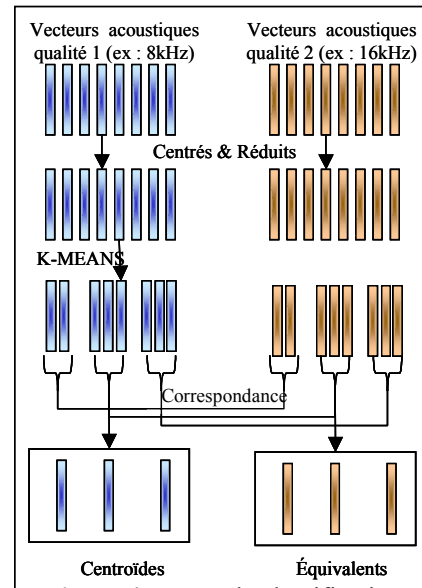 Vecteurs acoustiques
qualité 1 (ex : 8kHz)
Vecteurs acoustiques
qualité 2 (ex : 16kHz)
Centrés & Réduits
K-MEANS
Correspondance
Centroïdes
Équivalents